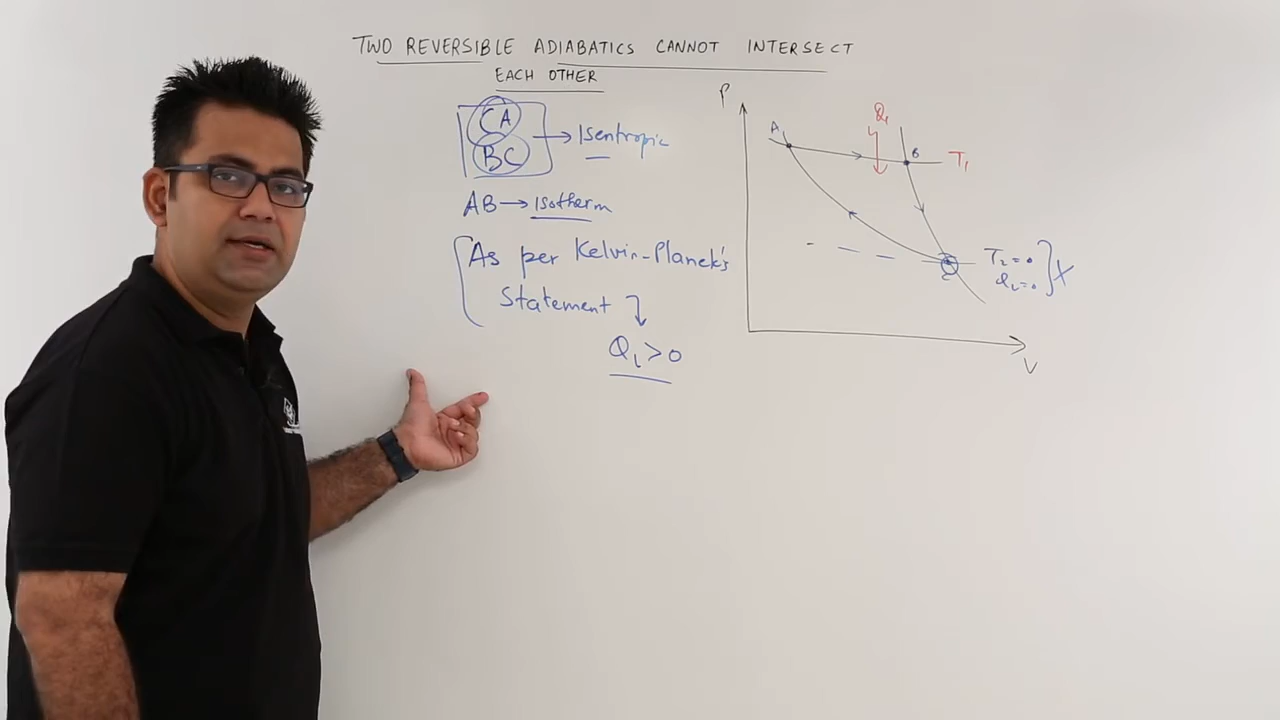 TWO REVERSIBLE ADIABATICS CANNOT INTERSECT
EACH OTHER
CA
BC
→ Isentropic
AB → Isotherm
As per Kelvin-Planck's
Statement
Q₂ > 0
P
A
Q₁
B
T₁
T₂ = 0
Q₂ = 0
C
V